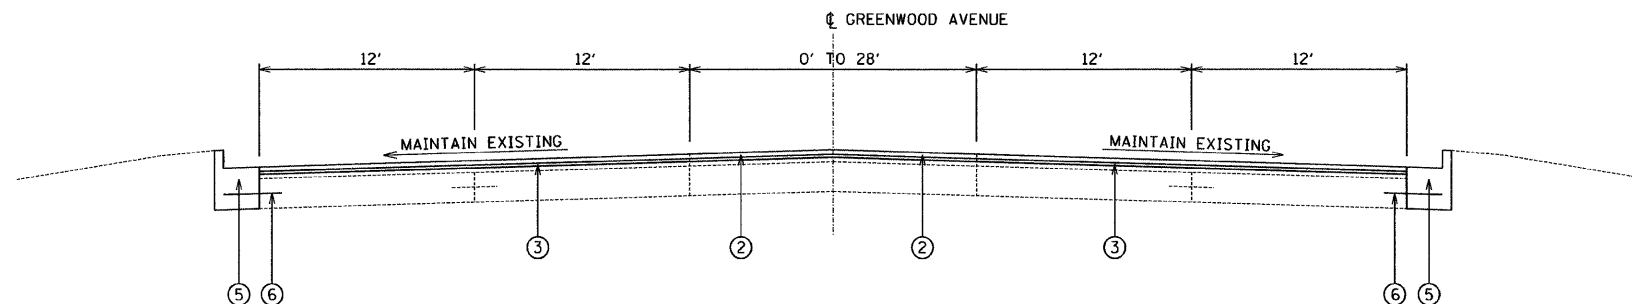 ℄ GREENWOOD AVENUE
12' 12' 0' TO 28' 12' 12'
MAINTAIN EXISTING MAINTAIN EXISTING
3 2 2 3
5 6 6 5